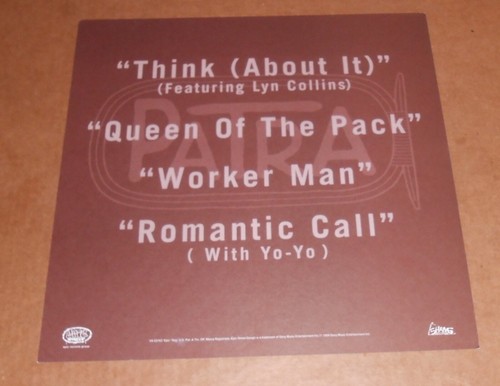 "Think (About It)"
(Featuring Lyn Collins)
"Queen Of The Pack"
PATRA
"Worker Man"
"Romantic Call"
( With Yo-Yo )